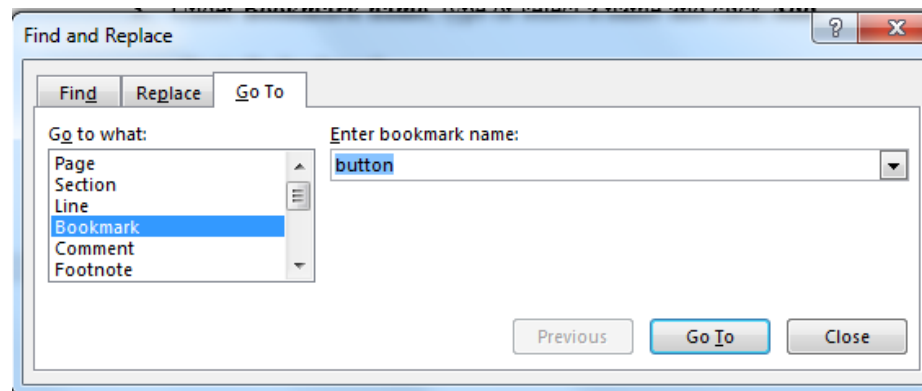 Find and Replace
Find Replace Go To
Go to what:
Page
Section
Line
Bookmark
Comment
Footnote
Enter bookmark name:
button
Previous Go To Close